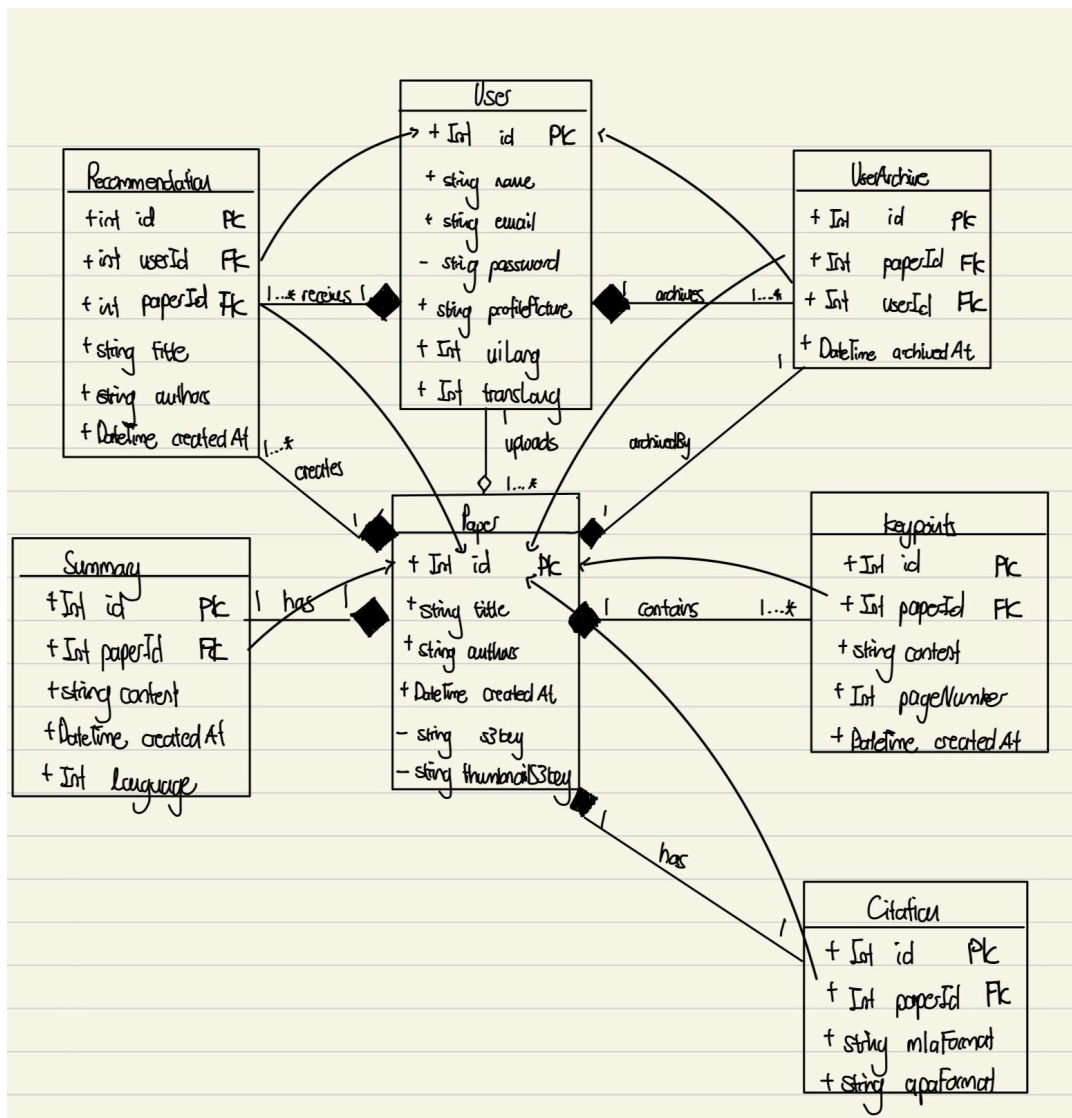 User
+ Int id PK
+ string name
+ string email
- string password
+ string profilePicture
+ Int uiLang
+ Int transLang
Recommendation
+ int id PK
+ int userId FK
+ int paperId FK
+ string title
+ string authors
+ DateTime createdAt
UserArchive
+ Int id PK
+ Int paperId FK
+ Int userId FK
+ DateTime archivedAt
1...* receives 1
1 archives 1...*
1
uploads
1...*
1...*
creates
1
1
archivedBy
1
Paper
+ Int id PK
+ string title
+ string authors
+ DateTime createdAt
- string s3key
- string thumbnailS3key
Summary
+ Int id PK
+ Int paperId FK
+ string content
+ DateTime createdAt
+ Int language
1 has 1
1 contains 1...*
keypoints
+ Int id PK
+ Int paperId FK
+ string content
+ Int pageNumber
+ DateTime createdAt
1
has
1
Citation
+ Int id PK
+ Int paperId FK
+ string mlaFormat
+ string apaFormat